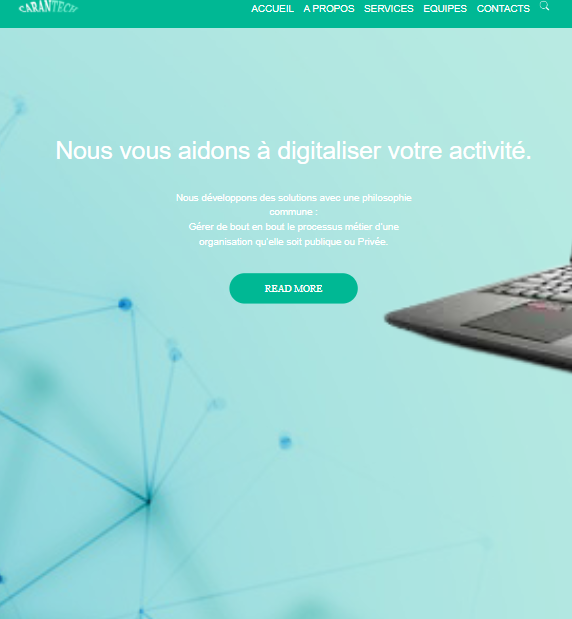 CARANTECH
ACCUEIL A PROPOS SERVICES EQUIPES CONTACTS
Nous vous aidons à digitaliser votre activité.
Nous développons des solutions avec une philosophie
commune :
Gérer de bout en bout le processus métier d'une
organisation qu'elle soit publique ou Privée.
READ MORE